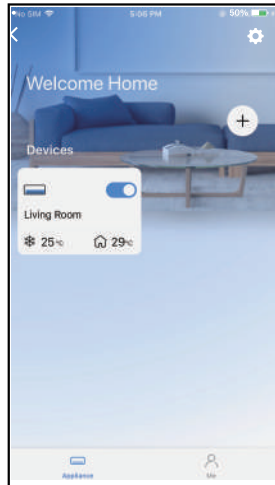 No SIM 5:06 PM 50%
Welcome Home
Devices
Living Room
25°C 29°C
Appliance Me